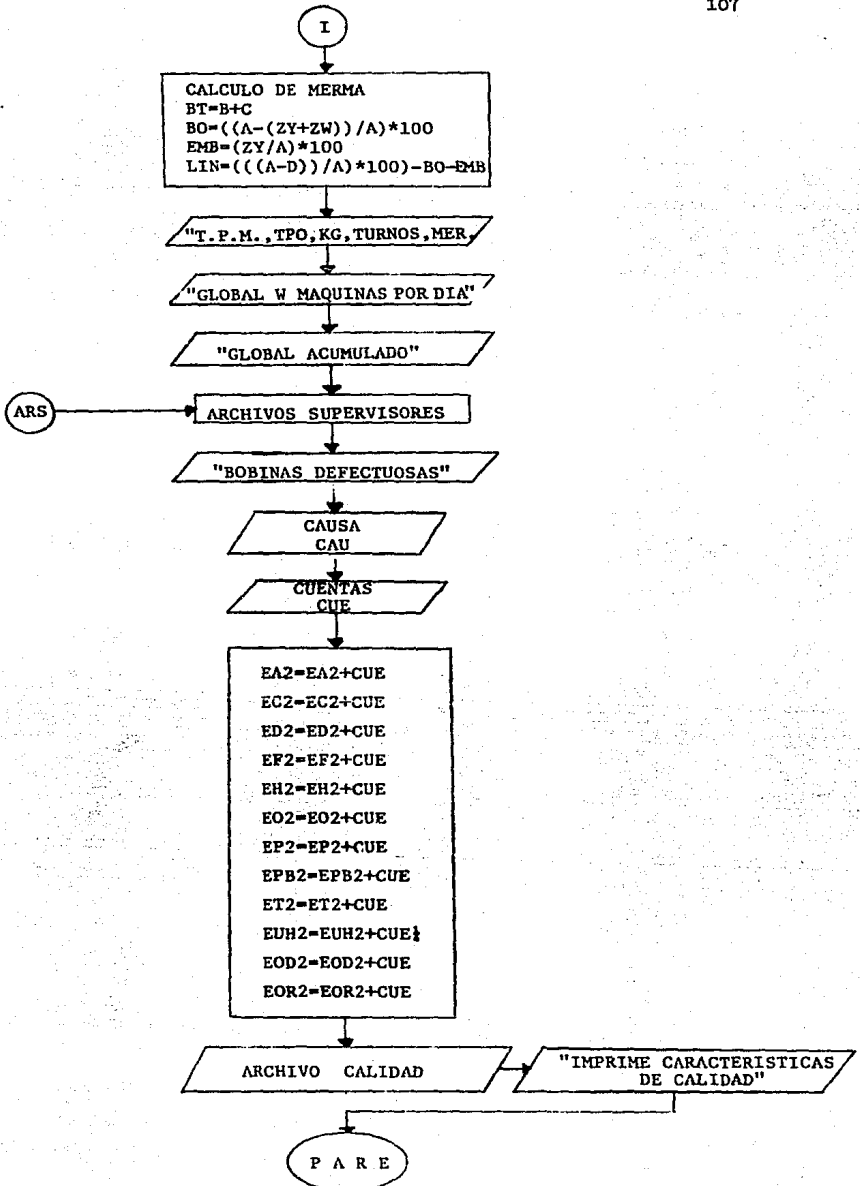 107
I
CALCULO DE MERMA
BT=B+C
BO=((A-(ZY+ZW))/A)*100
EMB=(ZY/A)*100
LIN=(((A-D))/A)*100)-BO-EMB
"T.P.M.,TPO,KG,TURNOS,MER,
"GLOBAL W MAQUINAS POR DIA"
"GLOBAL ACUMULADO"
ARS
ARCHIVOS SUPERVISORES
"BOBINAS DEFECTUOSAS"
CAUSA
CAU
CUENTAS
CUE
EA2=EA2+CUE
EC2=EC2+CUE
ED2=ED2+CUE
EF2=EF2+CUE
EH2=EH2+CUE
EO2=EO2+CUE
EP2=EP2+CUE
EPB2=EPB2+CUE
ET2=ET2+CUE
EUH2=EUH2+CUE
EOD2=EOD2+CUE
EOR2=EOR2+CUE
ARCHIVO CALIDAD
"IMPRIME CARACTERISTICAS
DE CALIDAD"
P A R E